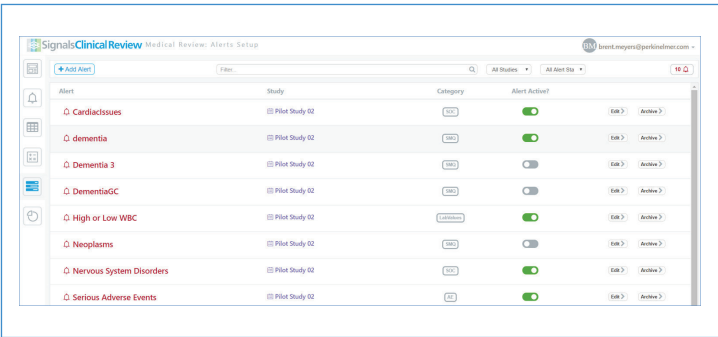 SignalsClinicalReview Medical Review: Alerts Setup BM brent.meyers@perkinelmer.com
+ Add Alert Filter... All Studies All Alert Sta 10
Alert Study Category Alert Active?
CardiacIssues Pilot Study 02 SOC Edit Archive
dementia Pilot Study 02 SMQ Edit Archive
Dementia 3 Pilot Study 02 SMQ Edit Archive
DementiaGC Pilot Study 02 SMQ Edit Archive
High or Low WBC Pilot Study 02 LabValues Edit Archive
Neoplasms Pilot Study 02 SMQ Edit Archive
Nervous System Disorders Pilot Study 02 SOC Edit Archive
Serious Adverse Events Pilot Study 02 AE Edit Archive